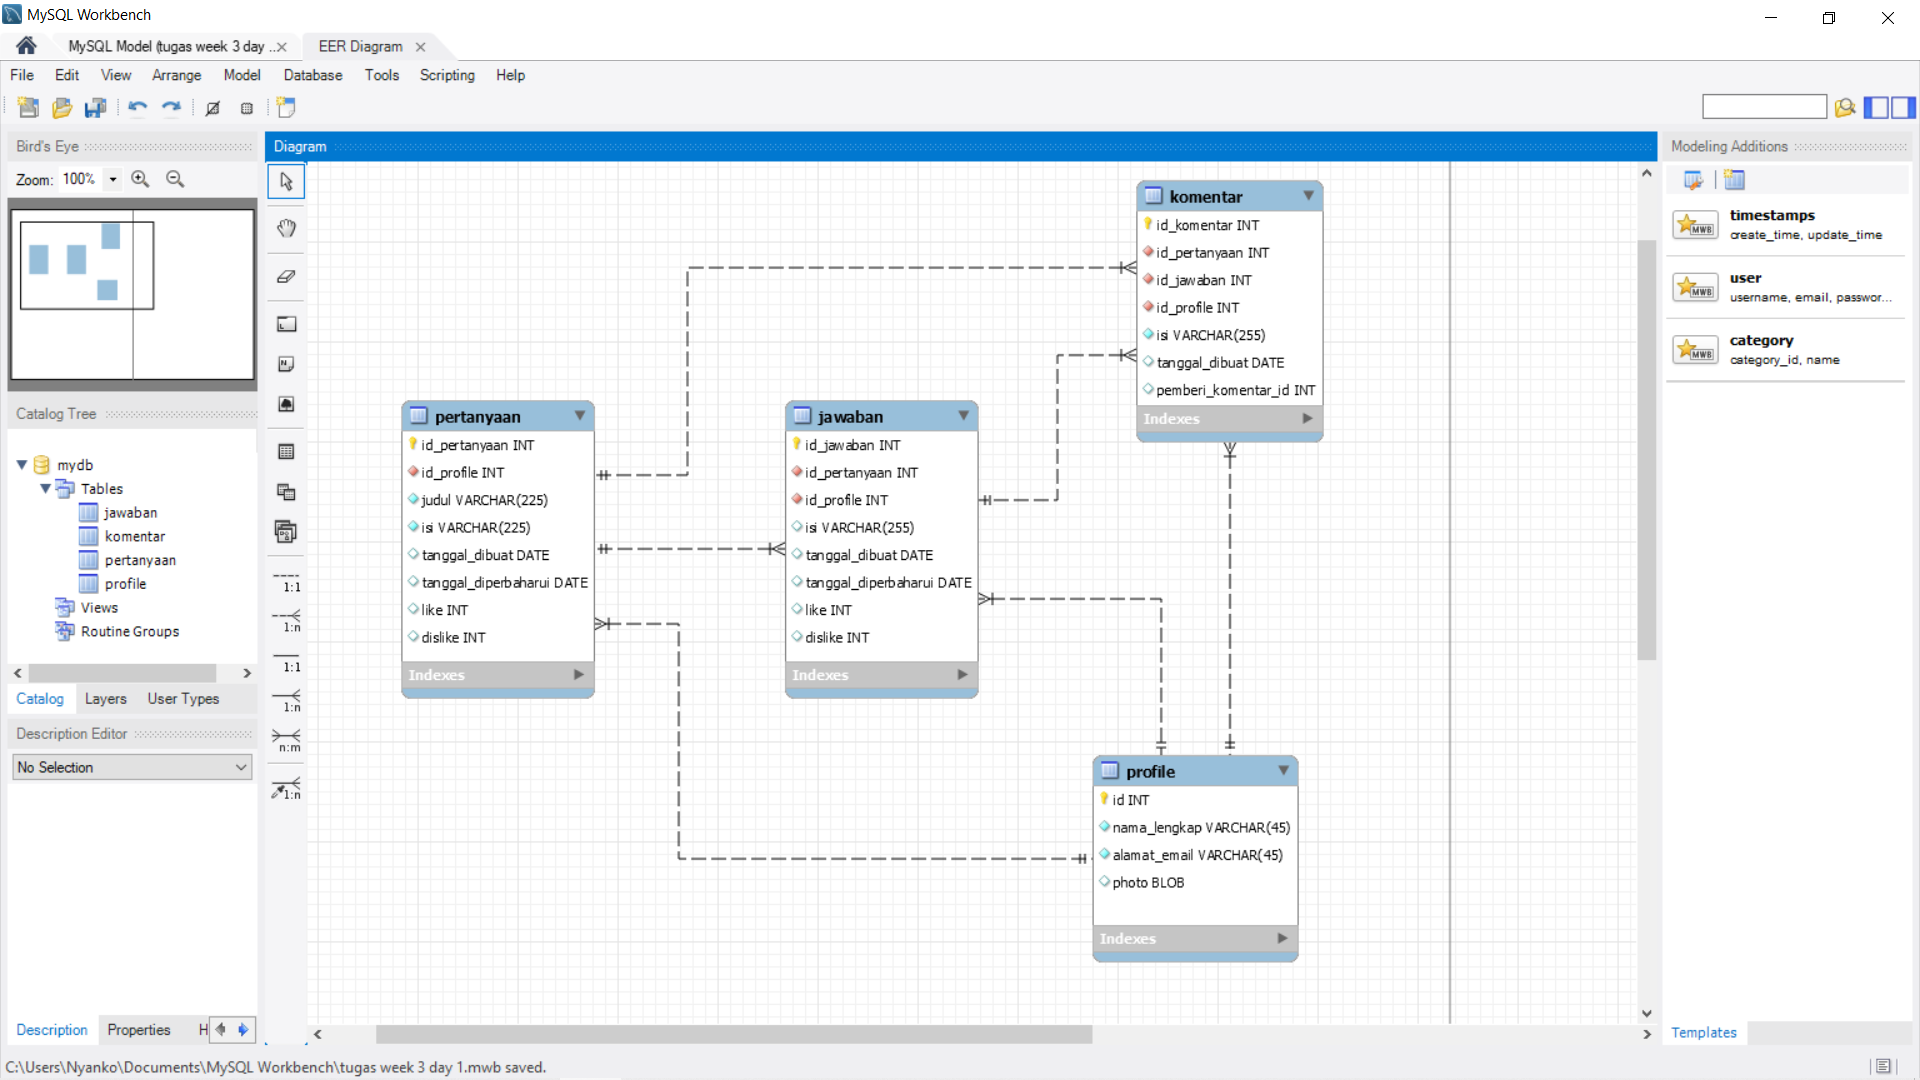 MySQL Workbench
MySQL Model (tugas week 3 day ...
EER Diagram
File Edit View Arrange Model Database Tools Scripting Help
Bird's Eye
Zoom: 100%
Catalog Tree
mydb
Tables
jawaban
komentar
pertanyaan
profile
Views
Routine Groups
Catalog Layers User Types
Description Editor
No Selection
Description Properties H
Diagram
1:1
1:n
1:1
1:n
n:m
1:n
pertanyaan
id_pertanyaan INT
id_profile INT
judul VARCHAR(225)
isi VARCHAR(225)
tanggal_dibuat DATE
tanggal_diperbaharui DATE
like INT
dislike INT
Indexes
jawaban
id_jawaban INT
id_pertanyaan INT
id_profile INT
isi VARCHAR(255)
tanggal_dibuat DATE
tanggal_diperbaharui DATE
like INT
dislike INT
Indexes
komentar
id_komentar INT
id_pertanyaan INT
id_jawaban INT
id_profile INT
isi VARCHAR(255)
tanggal_dibuat DATE
pemberi_komentar_id INT
Indexes
profile
id INT
nama_lengkap VARCHAR(45)
alamat_email VARCHAR(45)
photo BLOB
Indexes
Modeling Additions
MWB
timestamps
create_time, update_time
MWB
user
username, email, passwor...
MWB
category
category_id, name
Templates
C:\Users\Nyanko\Documents\MySQL Workbench\tugas week 3 day 1.mwb saved.